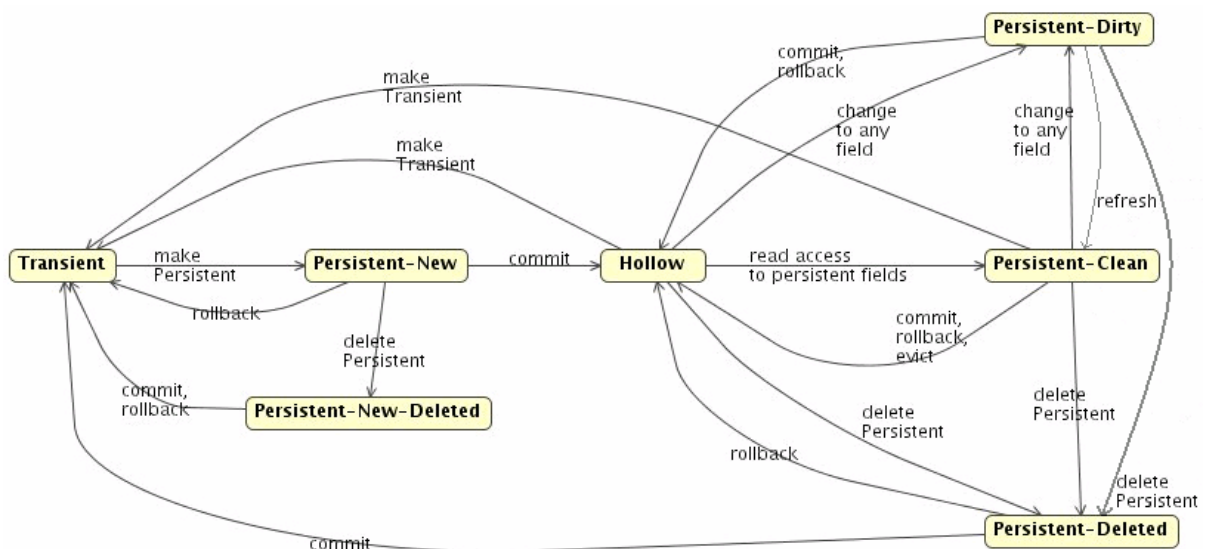 Persistent-Dirty
commit,
rollback
make
Transient
change
to any
field
change
to any
field
make
Transient
refresh
Transient
make
Persistent
Persistent-New
commit
Hollow
read access
to persistent fields
Persistent-Clean
rollback
commit,
rollback,
evict
delete
Persistent
commit,
rollback
Persistent-New-Deleted
delete
Persistent
delete
Persistent
rollback
delete
Persistent
Persistent-Deleted
commit